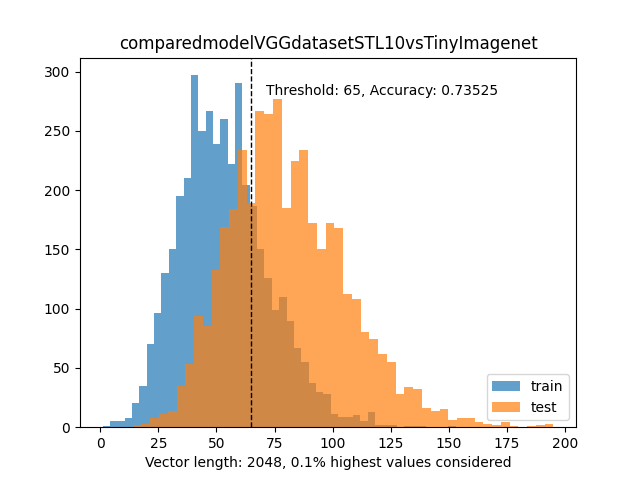 comparedmodelVGGdatasetSTL10vsTinyImagenet
300
250
200
150
100
50
0
Threshold: 65, Accuracy: 0.73525
train
test
0 25 50 75 100 125 150 175 200
Vector length: 2048, 0.1% highest values considered